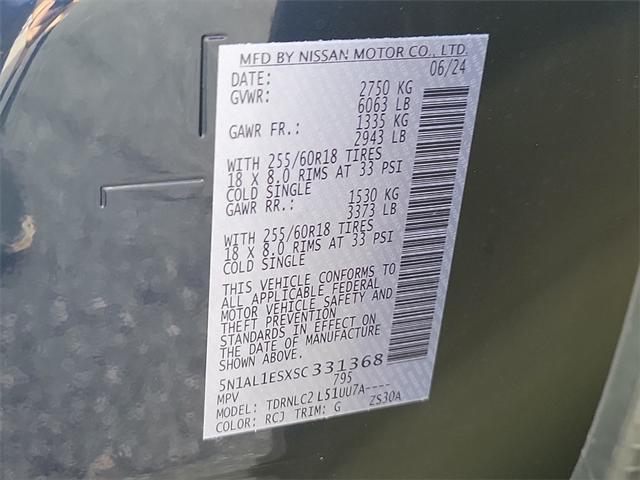 MFD BY NISSAN MOTOR CO., LTD.
DATE: 06/24
GVWR: 2750 KG
6063 LB
GAWR FR.: 1335 KG
2943 LB
WITH 255/60R18 TIRES
18 X 8.0 RIMS AT 33 PSI
COLD SINGLE
GAWR RR.: 1530 KG
3373 LB
WITH 255/60R18 TIRES
18 X 8.0 RIMS AT 33 PSI
COLD SINGLE
THIS VEHICLE CONFORMS TO
ALL APPLICABLE FEDERAL
MOTOR VEHICLE SAFETY AND
THEFT PREVENTION
STANDARDS IN EFFECT ON
THE DATE OF MANUFACTURE
SHOWN ABOVE.
5N1AL1ESXSC331368
MPV 795
MODEL: TDRNLC2 L51UU7A----
COLOR: RCJ TRIM: G ZS30A